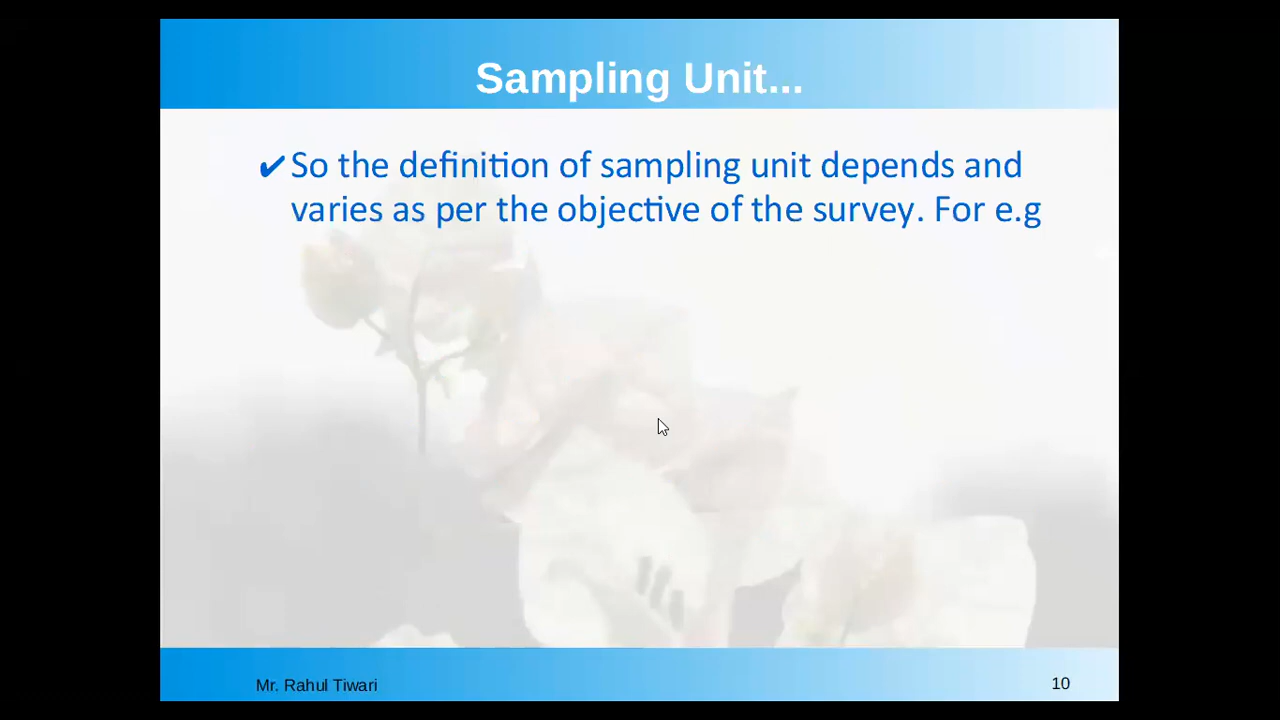 Sampling Unit...
✔So the definition of sampling unit depends and
varies as per the objective of the survey. For e.g
Mr. Rahul Tiwari
10